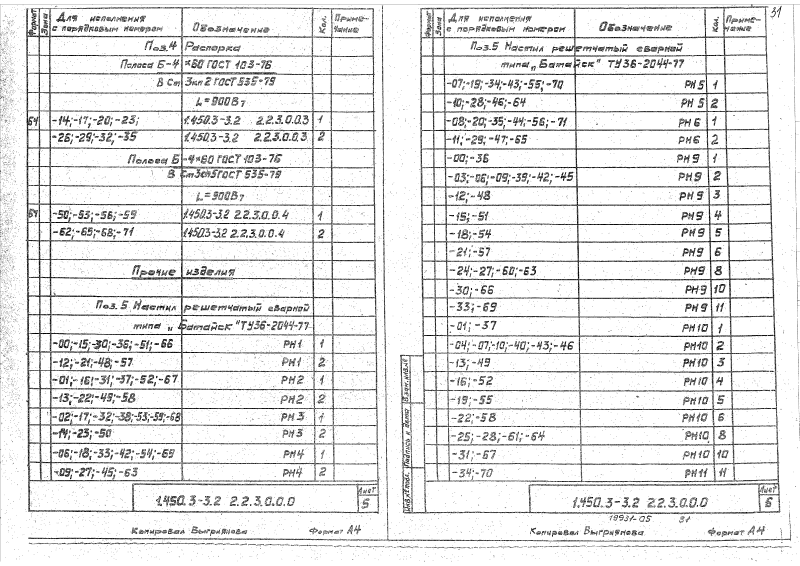 Формат Зона Для исполнения с порядковым номером Обозначение Кол. Примечание
Поз.4 Распорка
Полоса Б-4×60 ГОСТ 103-76
В Ст 3кп2 ГОСТ 535-79
L=900
Б4 -14;-17;-20;-23; 1.450.3-3.2 2.2.3.0.0.3 1
-26;-29;-32;-35 1.450.3-3.2 2.2.3.0.0.3 2
Полоса Б-4×60 ГОСТ 103-76
В Ст3сп5 ГОСТ 535-79
L=900
Б4 -50;-53;-56;-59 1.450.3-3.2 2.2.3.0.0.4 1
-62;-65;-68;-71 1.450.3-3.2 2.2.3.0.0.4 2
Прочие изделия
Поз.5 Настил решетчатый сварной
типа „Батайск" ТУ36-2044-77
-00;-15;-30;-36;-51;-66 РН1 1
-12;-21;-48;-57 РН1 2
-01;-16;-31;-37;-52;-67 РН2 1
-13;-22;-49;-58 РН2 2
-02;-17;-32;-38;-53;-59;-68 РН3 1
-14;-23;-50 РН3 2
-06;-18;-33;-42;-54;-69 РН4 1
-09;-27;-45;-63 РН4 2
1.450.3-3.2 2.2.3.0.0.0 Лист 5
Копировал Выгриянова Формат А4
31
Формат Зона Для исполнения с порядковым номером Обозначение Кол. Примечание
Поз.5 Настил решетчатый сварной
типа „Батайск" ТУ36-2044-77
-07;-19;-34;-43;-55;-70 РН5 1
-10;-28;-46;-64 РН5 2
-08;-20;-35;-44;-56;-71 РН6 1
-11;-29;-47;-65 РН6 2
-00;-36 РН9 1
-03;-06;-09;-39;-42;-45 РН9 2
-12;-48 РН9 3
-15;-51 РН9 4
-18;-54 РН9 5
-21;-57 РН9 6
-24;-27;-60;-63 РН9 8
-30;-66 РН9 10
-33;-69 РН9 11
-01;-37 РН10 1
-04;-07;-10;-40;-43;-46 РН10 2
-13;-49 РН10 3
-16;-52 РН10 4
-19;-55 РН10 5
-22;-58 РН10 6
-25;-28;-61;-64 РН10 8
-31;-67 РН10 10
-34;-70 РН11 11
Инв.№ подл. Подпись и дата Взам.инв.№
1.450.3-3.2 2.2.3.0.0.0 Лист 6
18931-05 31
Копировал Выгриянова Формат А4